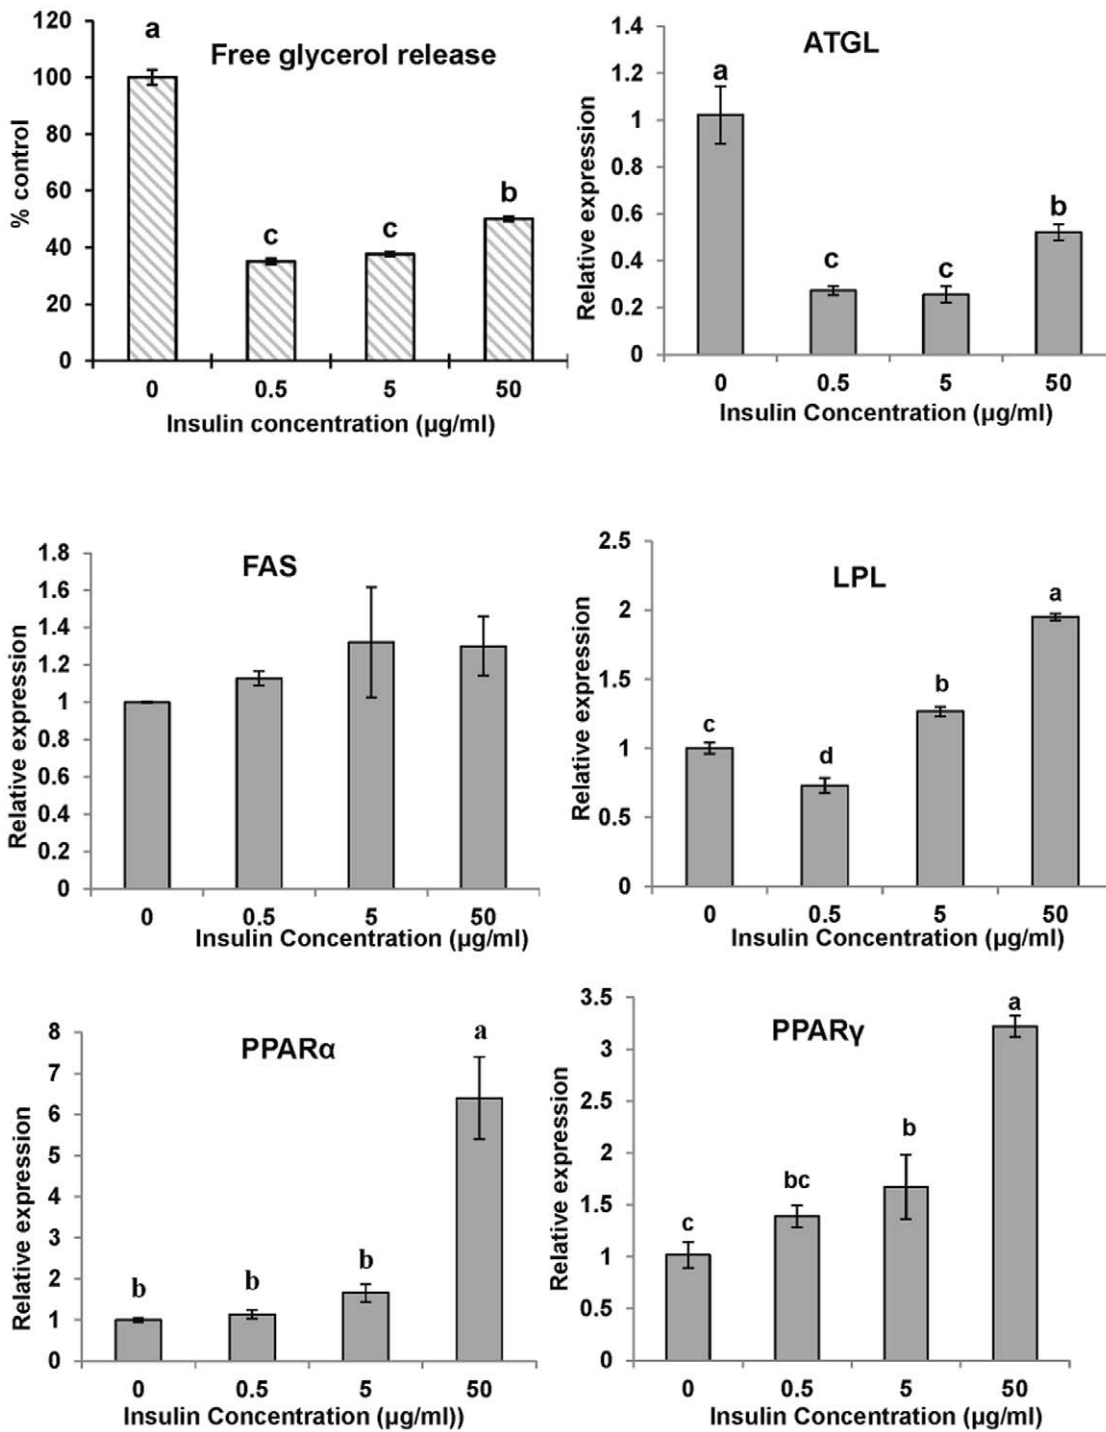 Free glycerol release
% control
120
100
80
60
40
20
0
a
c
c
b
0 0.5 5 50
Insulin concentration (µg/ml)
ATGL
Relative expression
1.4
1.2
1
0.8
0.6
0.4
0.2
0
a
c
c
b
0 0.5 5 50
Insulin Concentration (µg/ml)
FAS
Relative expression
1.8
1.6
1.4
1.2
1
0.8
0.6
0.4
0.2
0
0 0.5 5 50
Insulin Concentration (µg/ml)
LPL
Relative expression
2.5
2
1.5
1
0.5
0
c
d
b
a
0 0.5 5 50
Insulin Concentration (µg/ml)
PPARα
Relative expression
8
7
6
5
4
3
2
1
0
b
b
b
a
0 0.5 5 50
Insulin Concentration (µg/ml))
PPARγ
Relative expression
3.5
3
2.5
2
1.5
1
0.5
0
c
bc
b
a
0 0.5 5 50
Insulin Concentration (µg/ml)